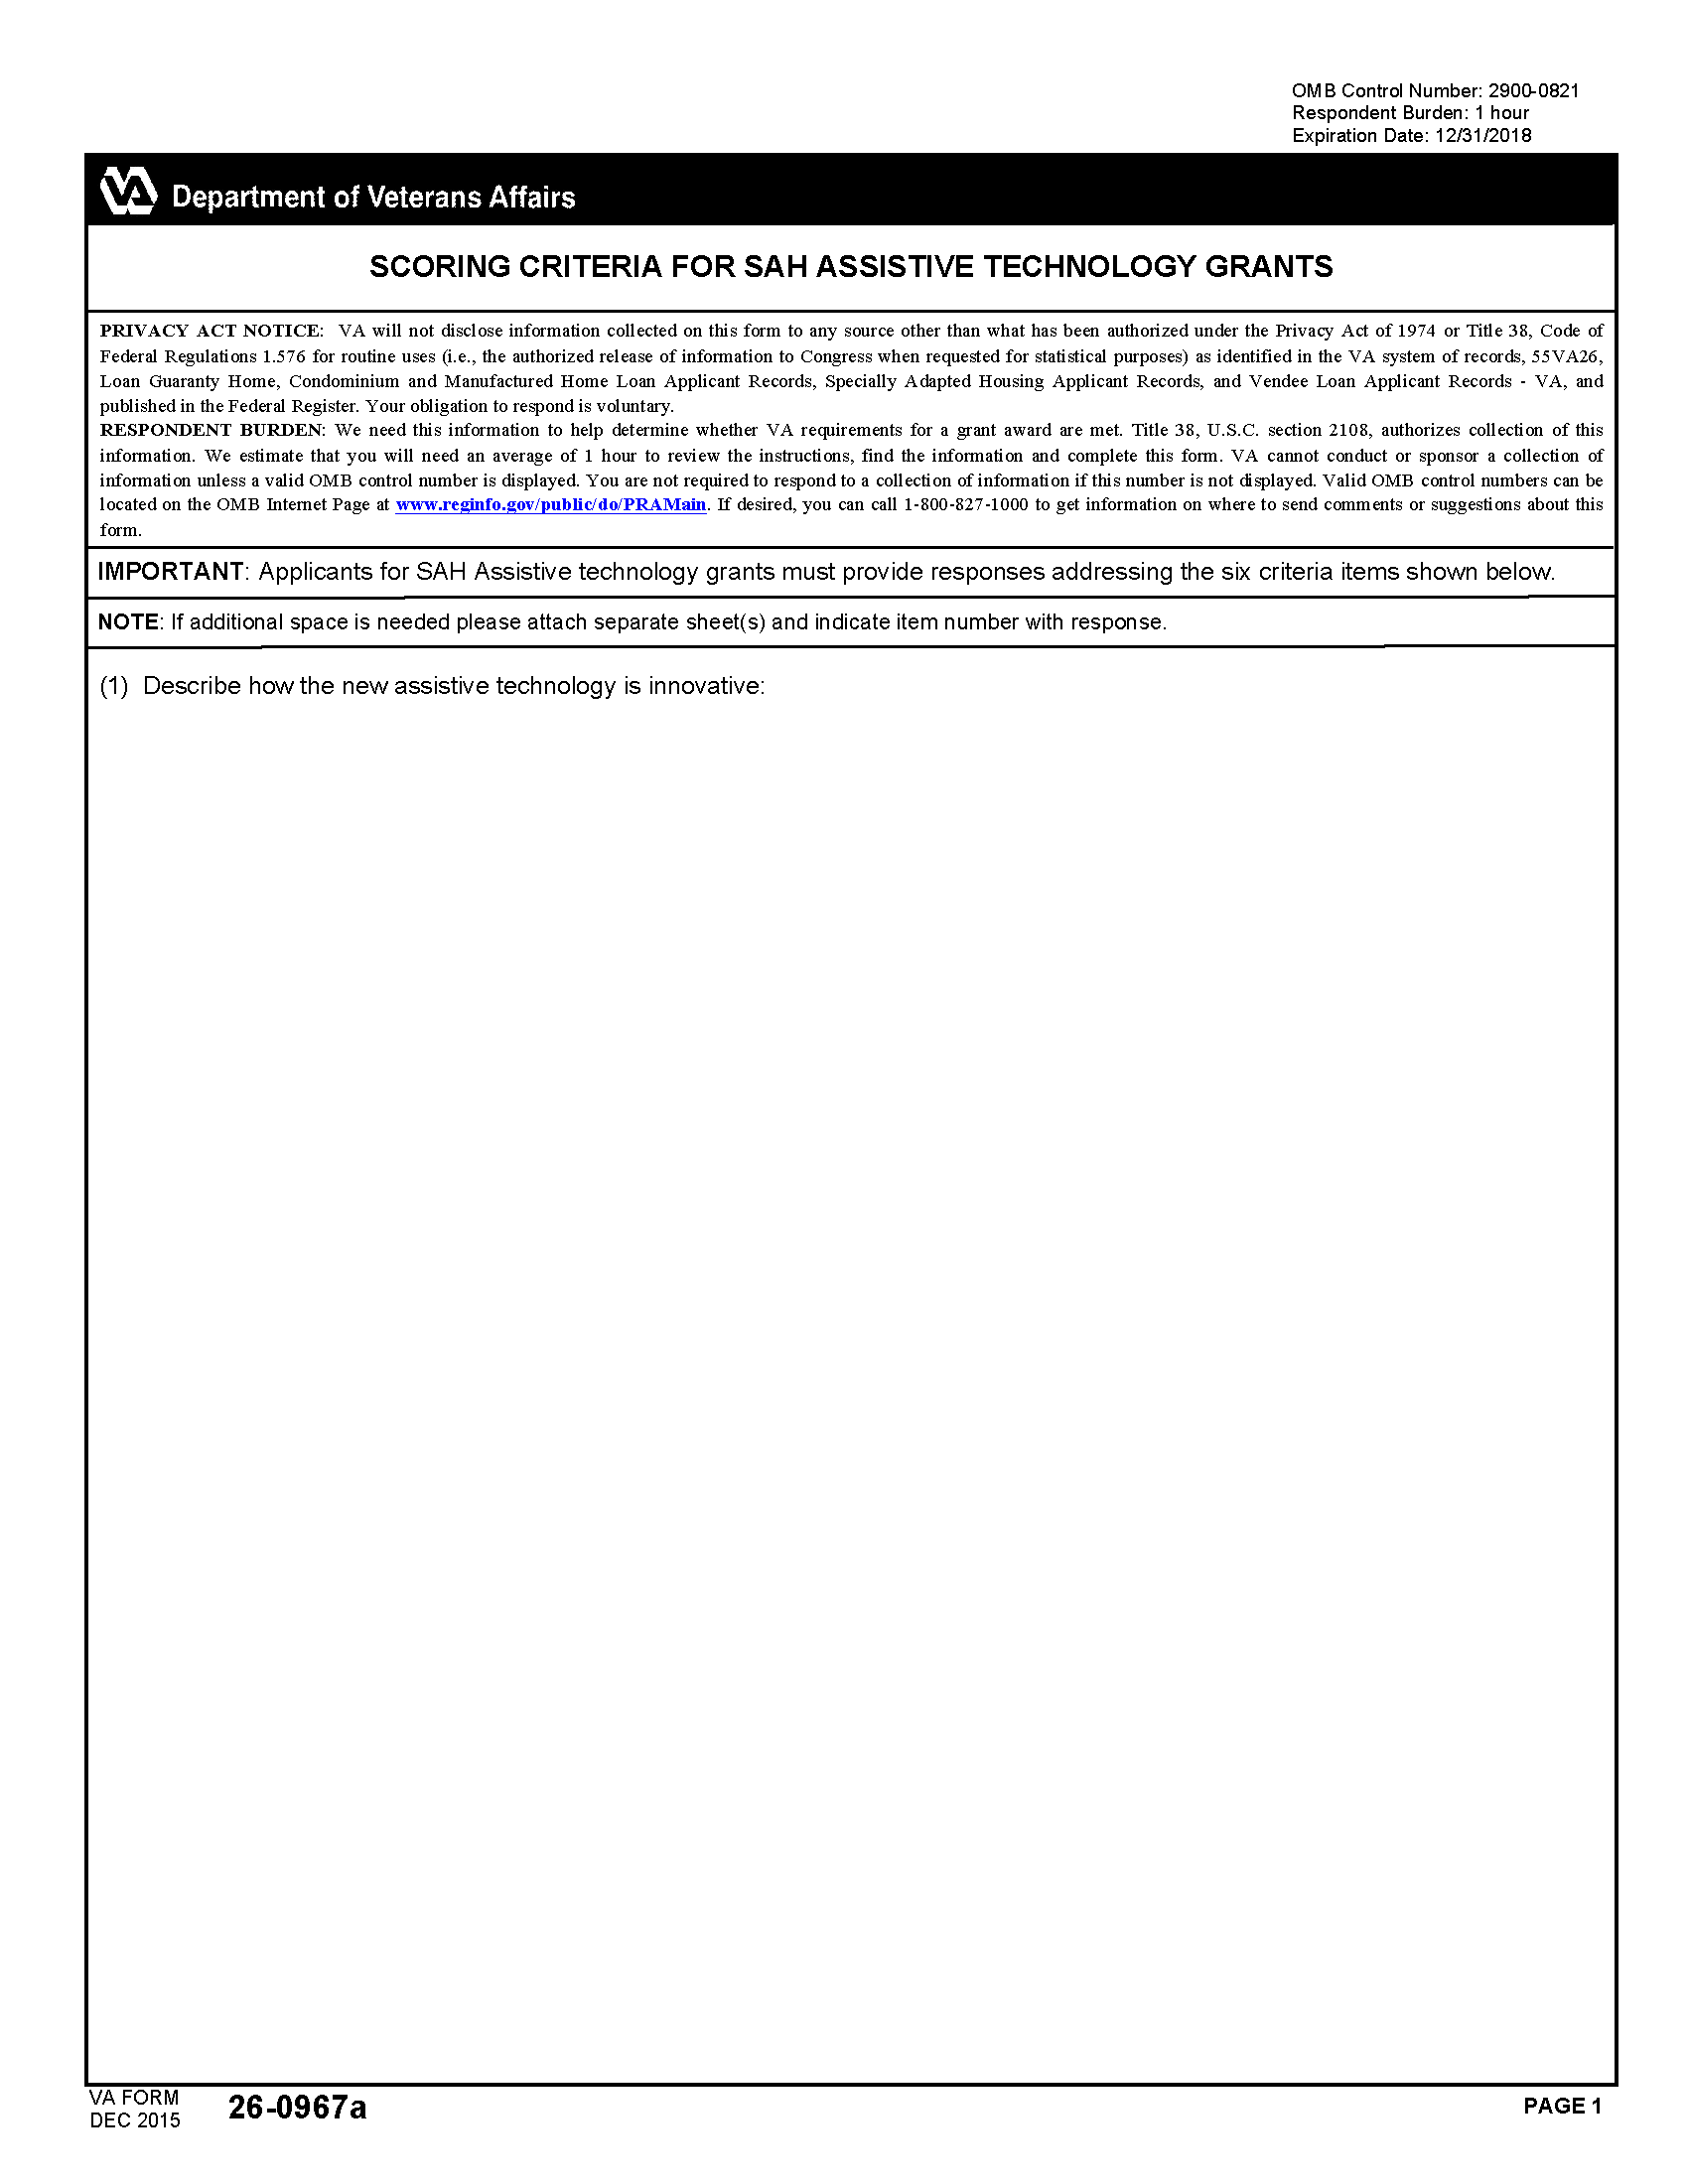 OMB Control Number: 2900-0821
Respondent Burden: 1 hour
Expiration Date: 12/31/2018
VA Department of Veterans Affairs
SCORING CRITERIA FOR SAH ASSISTIVE TECHNOLOGY GRANTS
PRIVACY ACT NOTICE: VA will not disclose information collected on this form to any source other than what has been authorized under the Privacy Act of 1974 or Title 38, Code of
Federal Regulations 1.576 for routine uses (i.e., the authorized release of information to Congress when requested for statistical purposes) as identified in the VA system of records, 55VA26,
Loan Guaranty Home, Condominium and Manufactured Home Loan Applicant Records, Specially Adapted Housing Applicant Records, and Vendee Loan Applicant Records - VA, and
published in the Federal Register. Your obligation to respond is voluntary.
RESPONDENT BURDEN: We need this information to help determine whether VA requirements for a grant award are met. Title 38, U.S.C. section 2108, authorizes collection of this
information. We estimate that you will need an average of 1 hour to review the instructions, find the information and complete this form. VA cannot conduct or sponsor a collection of
information unless a valid OMB control number is displayed. You are not required to respond to a collection of information if this number is not displayed. Valid OMB control numbers can be
located on the OMB Internet Page at www.reginfo.gov/public/do/PRAMain. If desired, you can call 1-800-827-1000 to get information on where to send comments or suggestions about this
form.
IMPORTANT: Applicants for SAH Assistive technology grants must provide responses addressing the six criteria items shown below.
NOTE: If additional space is needed please attach separate sheet(s) and indicate item number with response.
(1) Describe how the new assistive technology is innovative:
VA FORM
DEC 2015
26-0967a
PAGE 1